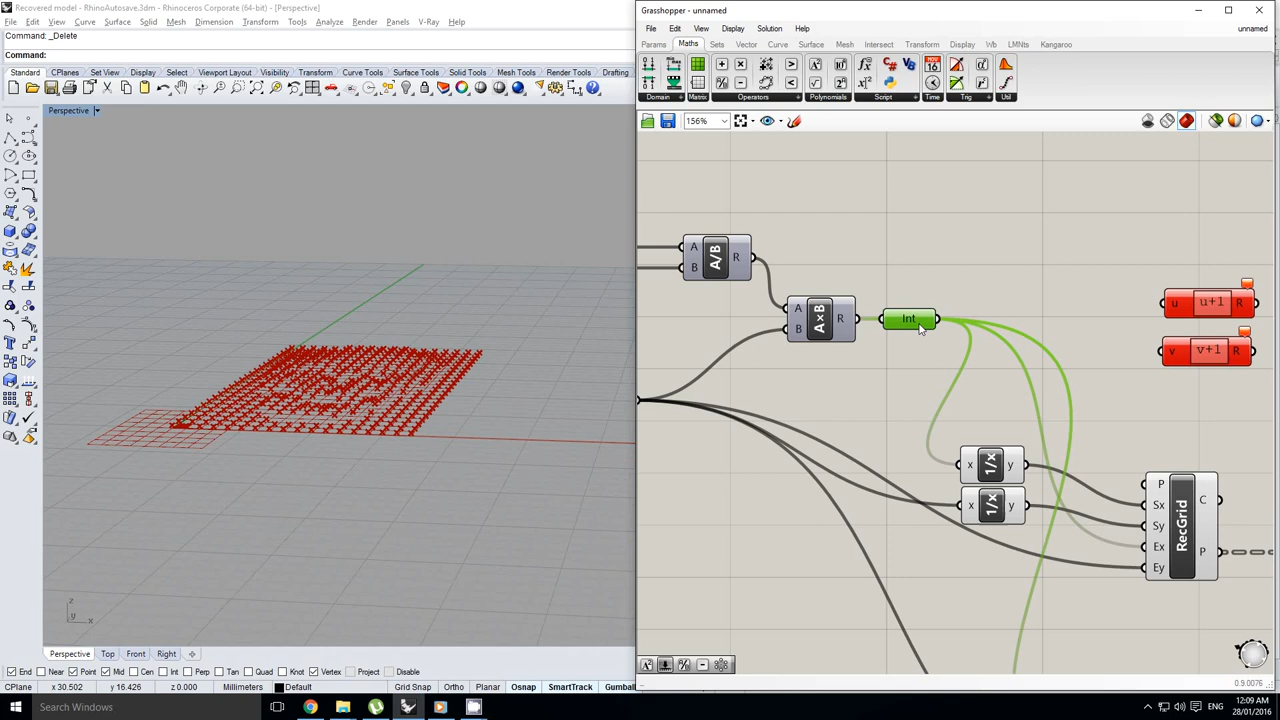 Recovered model - RhinoAutosave.3dm - Rhinoceros Corporate (64-bit) - [Perspective]
File Edit View Curve Surface Solid Mesh Dimension Transform Tools Analyze Render Panels V-Ray Help
Command: _Delete
Command:
Standard CPlanes Set View Display Select Viewport Layout Visibility Transform Curve Tools Surface Tools Solid Tools Mesh Tools Render Tools Drafting
Perspective
z
y x
Perspective Top Front Right
End Near Point Mid Cen Int Perp Tan Quad Knot Vertex Project Disable
CPlane x 30.502 y 16.426 z 0.000 Millimeters Default Grid Snap Ortho Planar Osnap SmartTrack Gumball
Grasshopper - unnamed
File Edit View Display Solution Help unnamed
Params Maths Sets Vector Curve Surface Mesh Intersect Transform Display Wb LMNts Kangaroo
Domain Matrix Operators Polynomials Script Time Trig Util
156%
A A/B R
B
A A×B R
B
Int
u u+1 R
v v+1 R
x 1/x y
x 1/x y
P RecGrid C
Sx
Sy
Ex P
Ey
0.9.0076
Search Windows
ENG
12:09 AM
28/01/2016